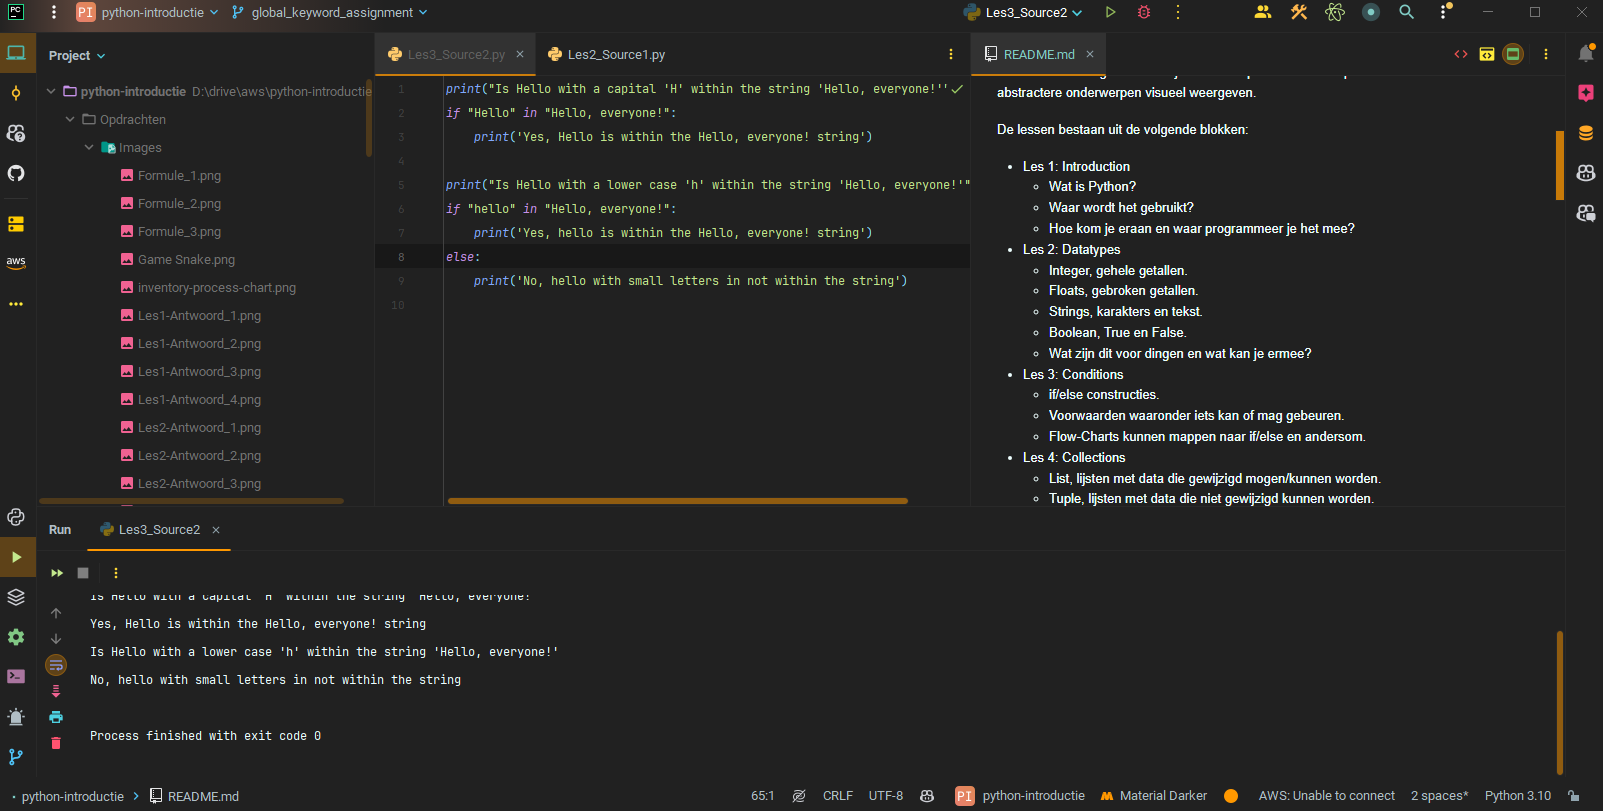 PC
PI python-introductie
global_keyword_assignment
Les3_Source2
Project
Les3_Source2.py
Les2_Source1.py
README.md
python-introductie D:\drive\aws\python-introductie
Opdrachten
Images
Formule_1.png
Formule_2.png
Formule_3.png
Game Snake.png
inventory-process-chart.png
Les1-Antwoord_1.png
Les1-Antwoord_2.png
Les1-Antwoord_3.png
Les1-Antwoord_4.png
Les2-Antwoord_1.png
Les2-Antwoord_2.png
Les2-Antwoord_3.png
aws
1 print("Is Hello with a capital 'H' within the string 'Hello, everyone!''
2 if "Hello" in "Hello, everyone!":
3 print('Yes, Hello is within the Hello, everyone! string')
4
5 print("Is Hello with a lower case 'h' within the string 'Hello, everyone!'"
6 if "hello" in "Hello, everyone!":
7 print('Yes, hello is within the Hello, everyone! string')
8 else:
9 print('No, hello with small letters in not within the string')
10
abstractere onderwerpen visueel weergeven.
De lessen bestaan uit de volgende blokken:
Les 1: Introduction
Wat is Python?
Waar wordt het gebruikt?
Hoe kom je eraan en waar programmeer je het mee?
Les 2: Datatypes
Integer, gehele getallen.
Floats, gebroken getallen.
Strings, karakters en tekst.
Boolean, True en False.
Wat zijn dit voor dingen en wat kan je ermee?
Les 3: Conditions
if/else constructies.
Voorwaarden waaronder iets kan of mag gebeuren.
Flow-Charts kunnen mappen naar if/else en andersom.
Les 4: Collections
List, lijsten met data die gewijzigd mogen/kunnen worden.
Tuple, lijsten met data die niet gewijzigd kunnen worden.
Run
Les3_Source2
Is Hello with a capital 'H' within the string 'Hello, everyone!'
Yes, Hello is within the Hello, everyone! string
Is Hello with a lower case 'h' within the string 'Hello, everyone!'
No, hello with small letters in not within the string
Process finished with exit code 0
python-introductie
README.md
65:1
CRLF
UTF-8
PI python-introductie
Material Darker
AWS: Unable to connect
2 spaces*
Python 3.10